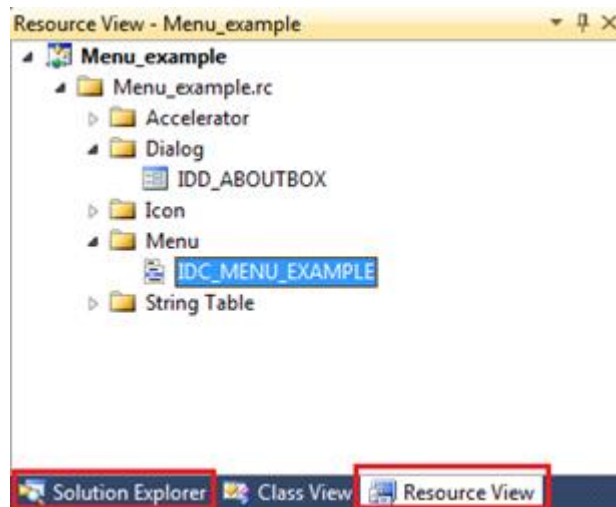 Resource View - Menu_example
Menu_example
Menu_example.rc
Accelerator
Dialog
IDD_ABOUTBOX
Icon
Menu
IDC_MENU_EXAMPLE
String Table
Solution Explorer Class View Resource View